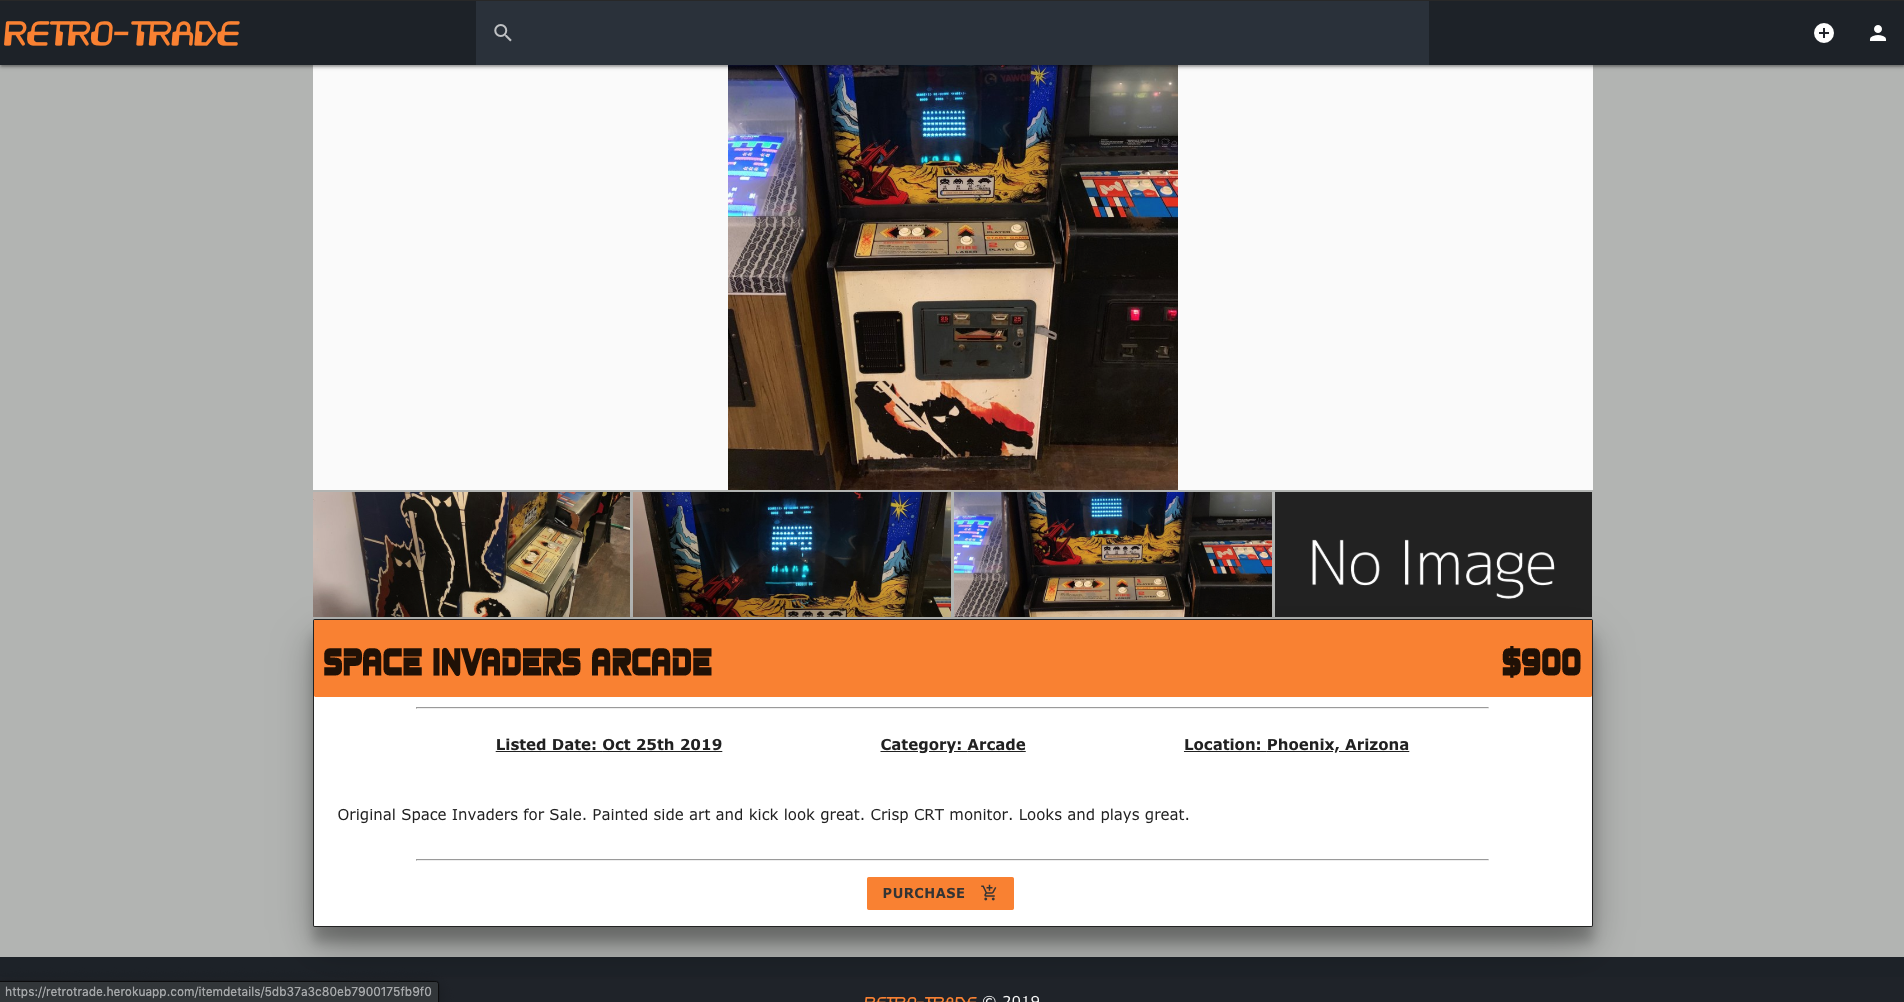 RETRO-TRADE
No Image
SPACE INVADERS ARCADE
$900
Listed Date: Oct 25th 2019
Category: Arcade
Location: Phoenix, Arizona
Original Space Invaders for Sale. Painted side art and kick look great. Crisp CRT monitor. Looks and plays great.
PURCHASE
https://retrotrade.herokuapp.com/itemdetails/5db37a3c80eb7900175fb9f0
RETRO-TRADE © 2019